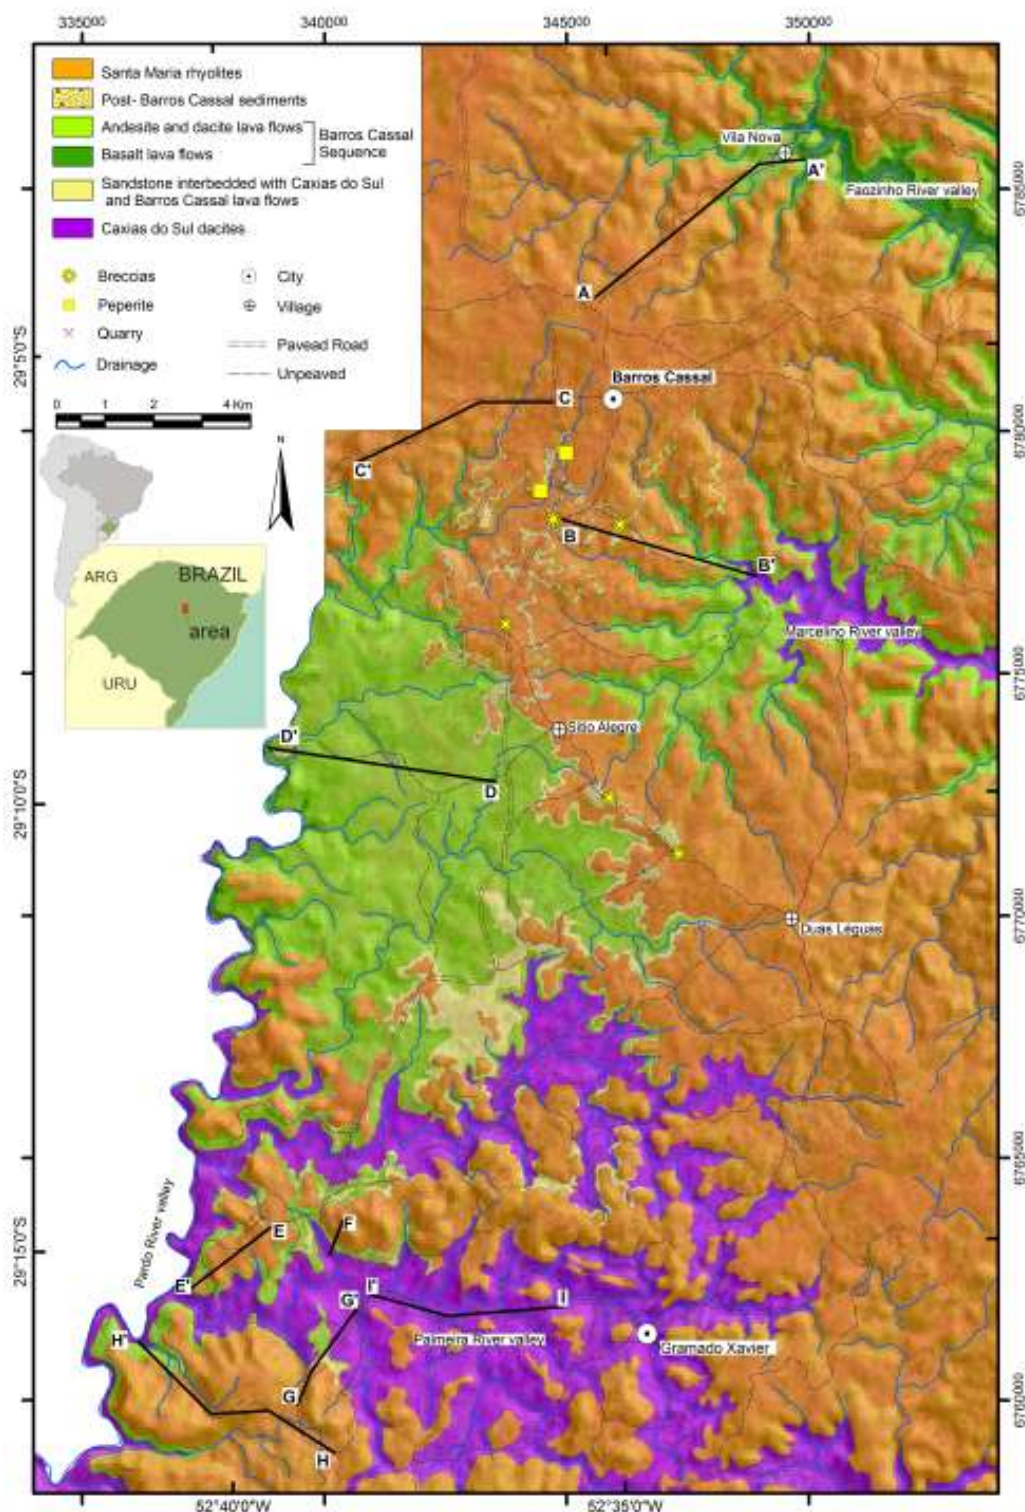 335000
340000
345000
350000
Santa Maria rhyolites
Post- Barros Cassal sediments
Andesite and dacite lava flows
Basalt lava flows
Barros Cassal
Sequence
Sandstone interbedded with Caxias do Sul
and Barros Cassal lava flows
Caxias do Sul dacites
Breccias
City
Peperite
Village
Quarry
Drainage
Pavead Road
Unpeaved
0 1 2 4 Km
N
ARG
BRAZIL
area
URU
Vila Nova
A'
Faozinho River valley
6785000
A
29°5'0"S
Barros Cassal
C
C'
6780000
B
B'
Marcelino River valley
6775000
Sitio Alegre
D'
D
29°10'0"S
6770000
Duas Léguas
6765000
Pardo River valley
E
F
29°15'0"S
E'
I'
G'
I
H'
Palmeira River valley
Gramado Xavier
G
6760000
H
52°40'0"W
52°35'0"W